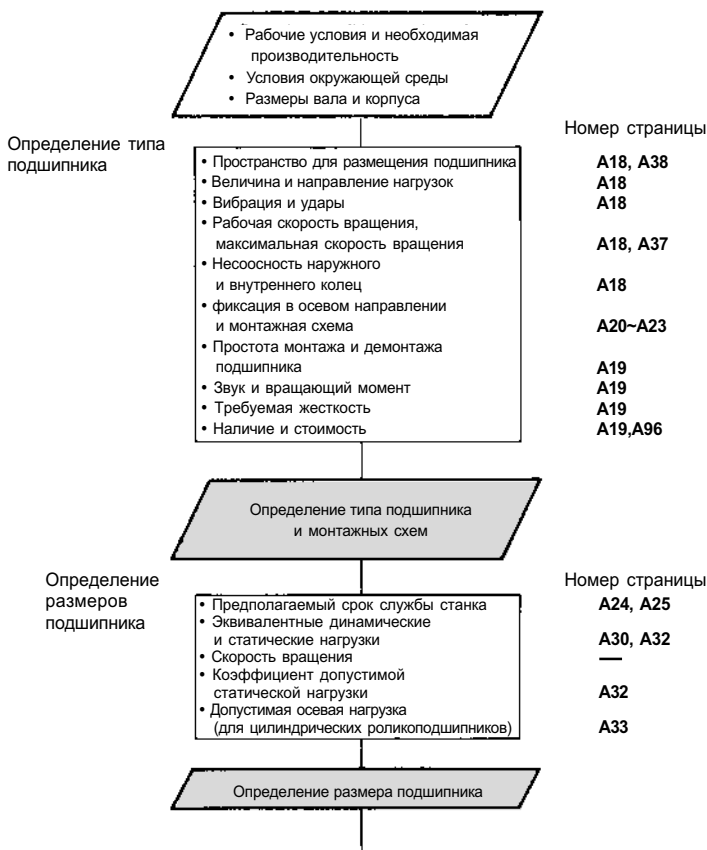 • Рабочие условия и необходимая
производительность
• Условия окружающей среды
• Размеры вала и корпуса
Номер страницы
Определение типа
подшипника
• Пространство для размещения подшипника A18, A38
• Величина и направление нагрузок A18
• Вибрация и удары A18
• Рабочая скорость вращения,
максимальная скорость вращения A18, A37
• Несоосность наружного
и внутреннего колец A18
• фиксация в осевом направлении
и монтажная схема A20~A23
• Простота монтажа и демонтажа
подшипника A19
• Звук и вращающий момент A19
• Требуемая жесткость A19
• Наличие и стоимость A19,A96
Определение типа подшипника
и монтажных схем
Определение
размеров
подшипника
Номер страницы
• Предполагаемый срок службы станка A24, A25
• Эквивалентные динамические
и статические нагрузки A30, A32
• Скорость вращения —
• Коэффициент допустимой
статической нагрузки A32
• Допустимая осевая нагрузка
(для цилиндрических роликоподшипников) A33
Определение размера подшипника